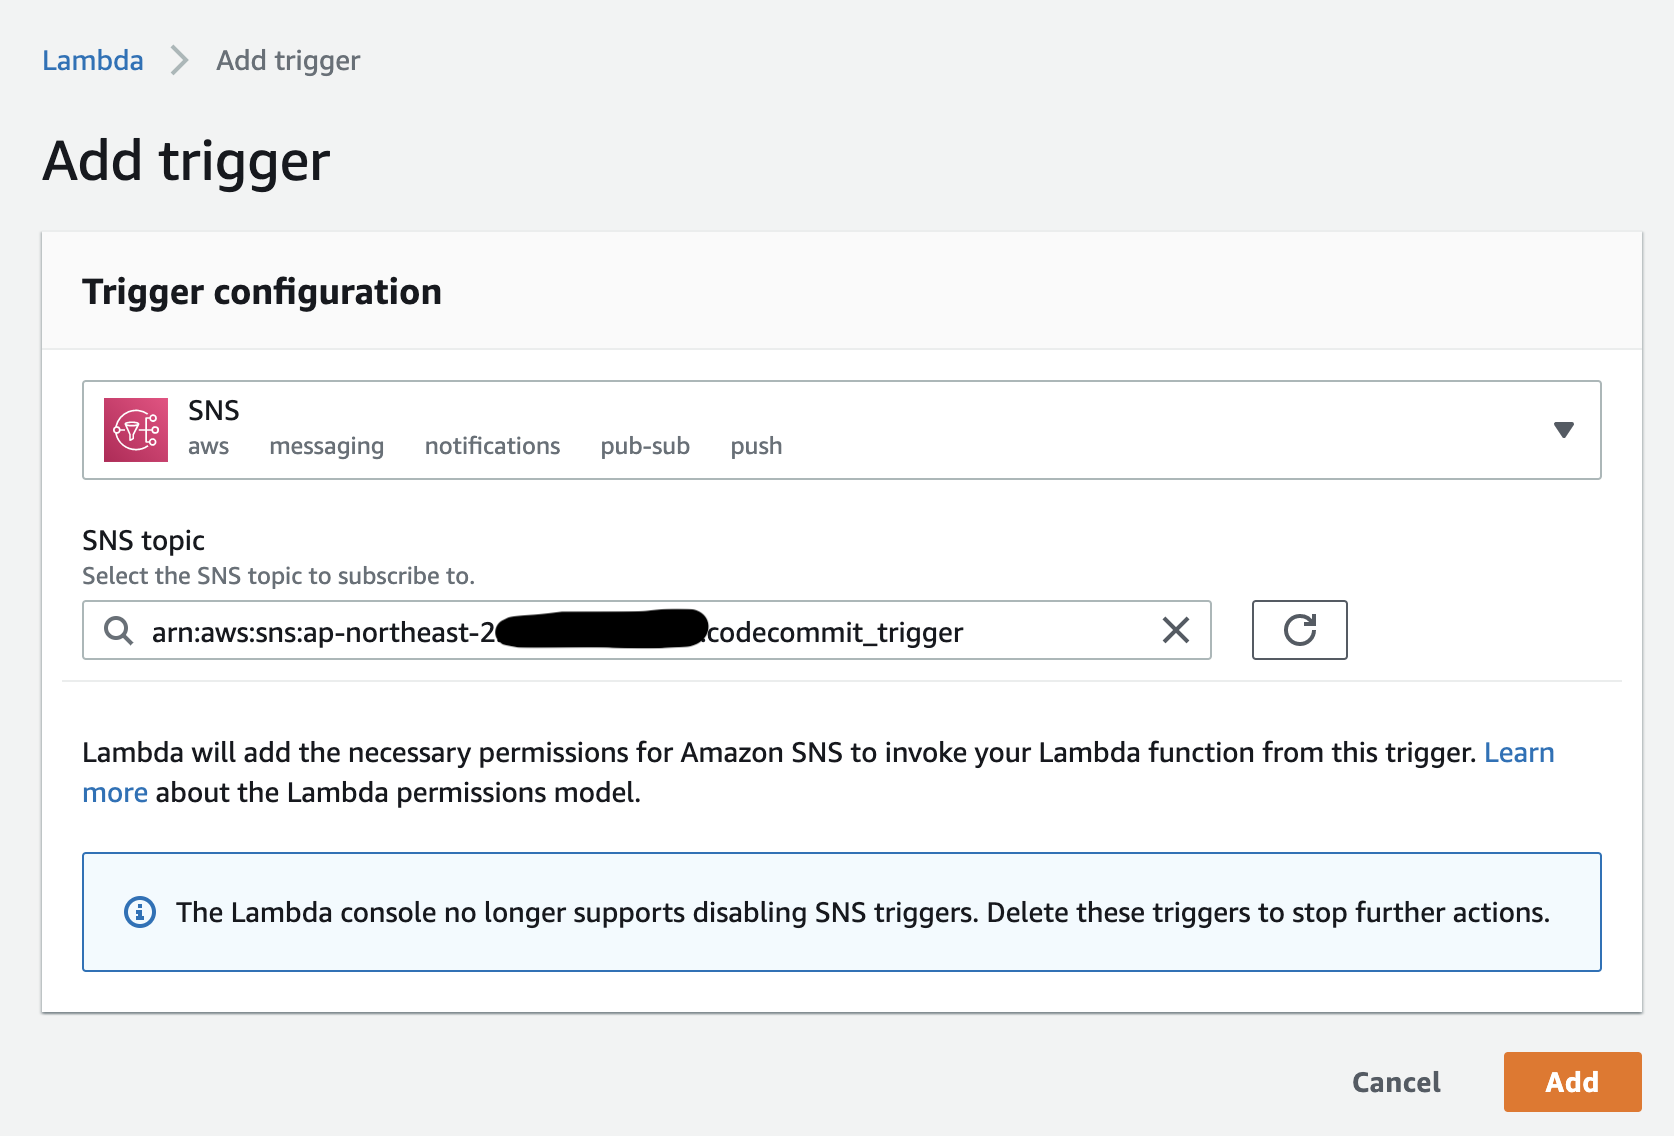 Lambda > Add trigger
Add trigger
Trigger configuration
SNS
aws messaging notifications pub-sub push
SNS topic
Select the SNS topic to subscribe to.
arn:aws:sns:ap-northeast-2 :codecommit_trigger
Lambda will add the necessary permissions for Amazon SNS to invoke your Lambda function from this trigger. Learn
more about the Lambda permissions model.
The Lambda console no longer supports disabling SNS triggers. Delete these triggers to stop further actions.
Cancel Add